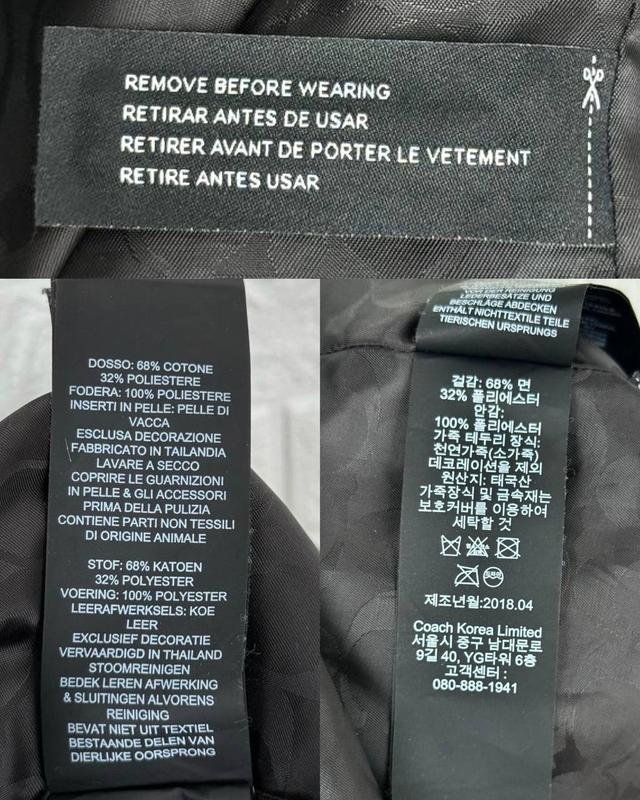 REMOVE BEFORE WEARING
RETIRAR ANTES DE USAR
RETIRER AVANT DE PORTER LE VETEMENT
RETIRE ANTES USAR
DOSSO: 68% COTONE
32% POLIESTERE
FODERA: 100% POLIESTERE
INSERTI IN PELLE: PELLE DI
VACCA
ESCLUSA DECORAZIONE
FABBRICATO IN TAILANDIA
LAVARE A SECCO
COPRIRE LE GUARNIZIONI
IN PELLE & GLI ACCESSORI
PRIMA DELLA PULIZIA
CONTIENE PARTI NON TESSILI
DI ORIGINE ANIMALE
STOF: 68% KATOEN
32% POLYESTER
VOERING: 100% POLYESTER
LEERAFWERKSELS: KOE
LEER
EXCLUSIEF DECORATIE
VERVAARDIGD IN THAILAND
STOOMREINIGEN
BEDEK LEREN AFWERKING
& SLUITINGEN ALVORENS
REINIGING
BEVAT NIET UIT TEXTIEL
BESTAANDE DELEN VAN
DIERLIJKE OORSPRONG
VOR DER REINIGUNG
LEDERBESÄTZE UND
BESCHLÄGE ABDECKEN
ENTHÄLT NICHTTEXTILE TEILE
TIERISCHEN URSPRUNGS
겉감: 68% 면
32% 폴리에스터
안감:
100% 폴리에스터
가죽 테두리 장식:
천연가죽(소가죽)
데코레이션을 제외
원산지: 태국산
가죽장식 및 금속재는
보호커버를 이용하여
세탁할 것
제조년월:2018.04
Coach Korea Limited
서울시 중구 남대문로
9길 40, YG타워 6층
고객센터 :
080-888-1941